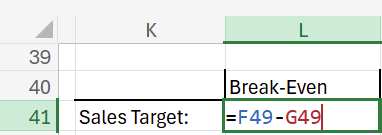 K L
39
40 Break-Even
41 Sales Target: =F49-G49